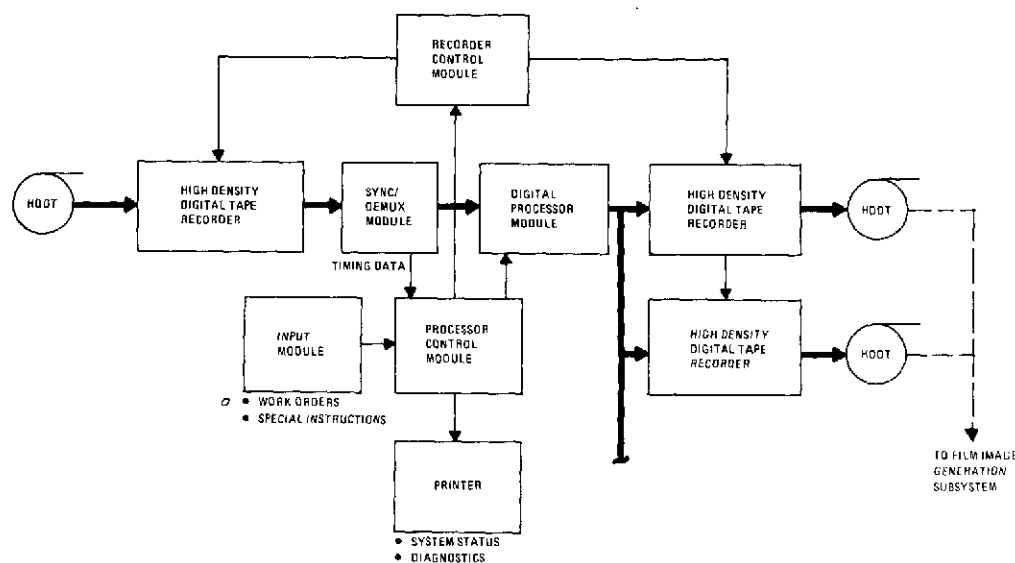 RECORDER
CONTROL
MODULE
HDDT
HIGH DENSITY
DIGITAL TAPE
RECORDER
SYNC/
DEMUX
MODULE
DIGITAL
PROCESSOR
MODULE
HIGH DENSITY
DIGITAL TAPE
RECORDER
HDDT
TIMING DATA
INPUT
MODULE
PROCESSOR
CONTROL
MODULE
HIGH DENSITY
DIGITAL TAPE
RECORDER
HDDT
• WORK ORDERS
• SPECIAL INSTRUCTIONS
PRINTER
• SYSTEM STATUS
• DIAGNOSTICS
TO FILM IMAGE
GENERATION
SUBSYSTEM